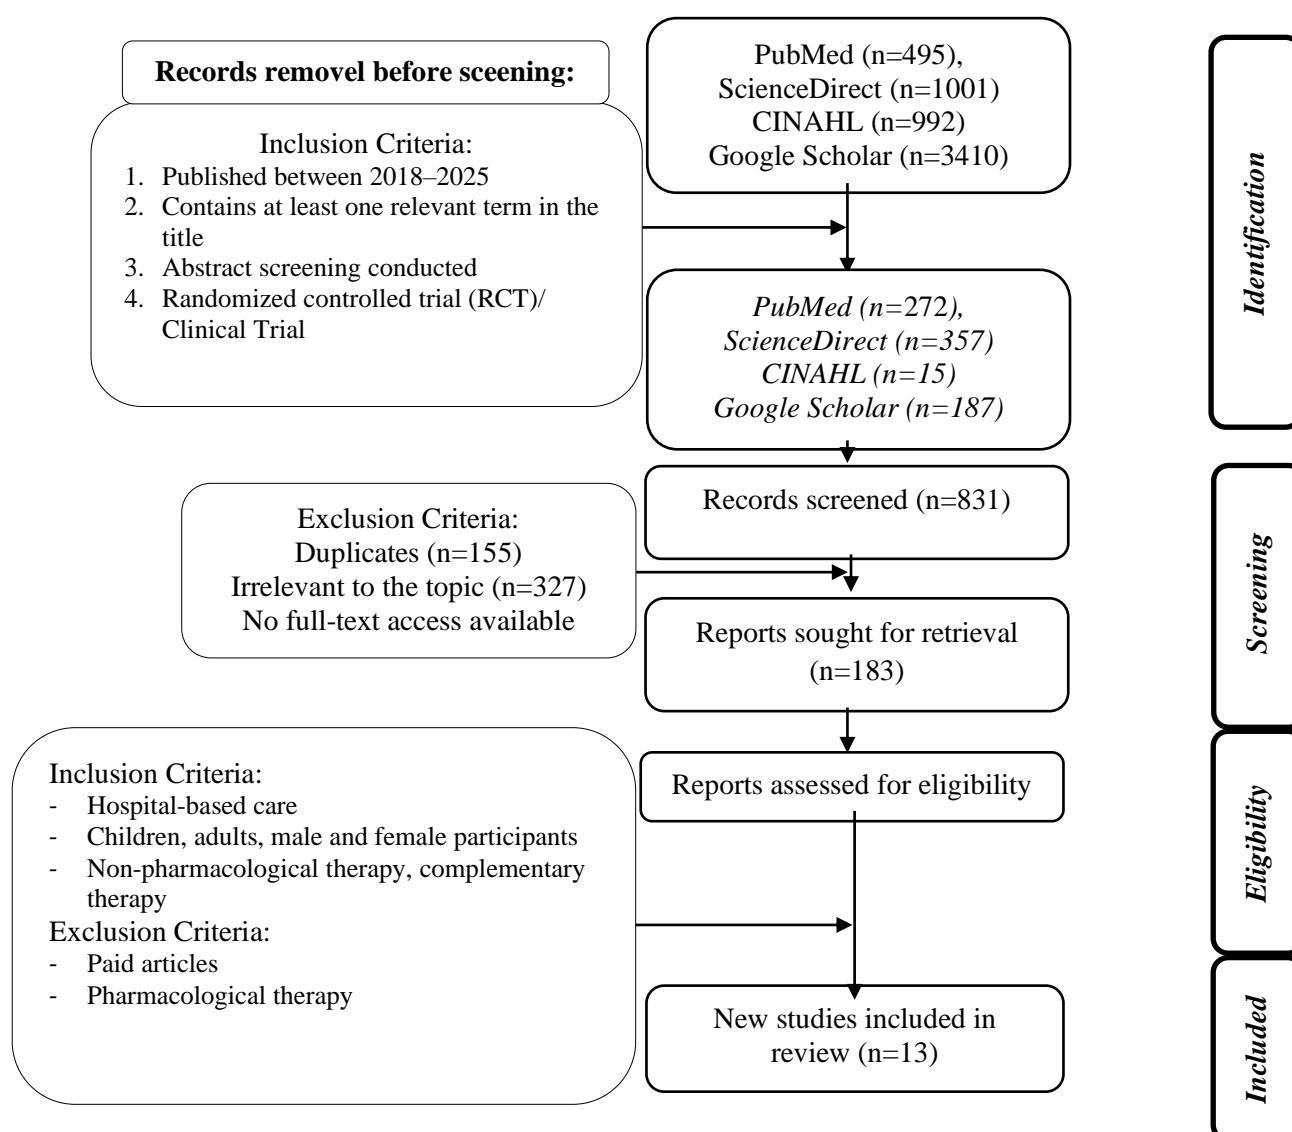 Records removel before sceening:
Inclusion Criteria:
1. Published between 2018–2025
2. Contains at least one relevant term in the
title
3. Abstract screening conducted
4. Randomized controlled trial (RCT)/
Clinical Trial
PubMed (n=495),
ScienceDirect (n=1001)
CINAHL (n=992)
Google Scholar (n=3410)
PubMed (n=272),
ScienceDirect (n=357)
CINAHL (n=15)
Google Scholar (n=187)
Identification
Records screened (n=831)
Exclusion Criteria:
Duplicates (n=155)
Irrelevant to the topic (n=327)
No full-text access available
Reports sought for retrieval
(n=183)
Screening
Reports assessed for eligibility
Inclusion Criteria:
- Hospital-based care
- Children, adults, male and female participants
- Non-pharmacological therapy, complementary
therapy
Exclusion Criteria:
- Paid articles
- Pharmacological therapy
Eligibility
New studies included in
review (n=13)
Included